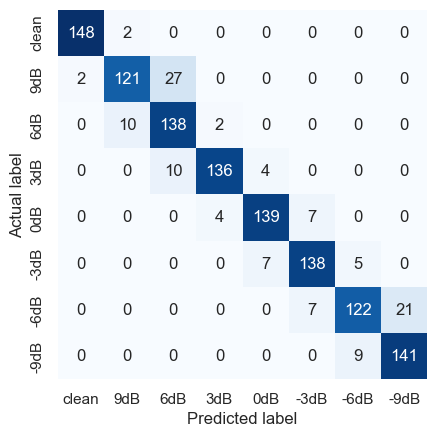 Actual label
clean 148 2 0 0 0 0 0 0
9dB 2 121 27 0 0 0 0 0
6dB 0 10 138 2 0 0 0 0
3dB 0 0 10 136 4 0 0 0
0dB 0 0 0 4 139 7 0 0
-3dB 0 0 0 0 7 138 5 0
-6dB 0 0 0 0 0 7 122 21
-9dB 0 0 0 0 0 0 9 141
clean 9dB 6dB 3dB 0dB -3dB -6dB -9dB
Predicted label